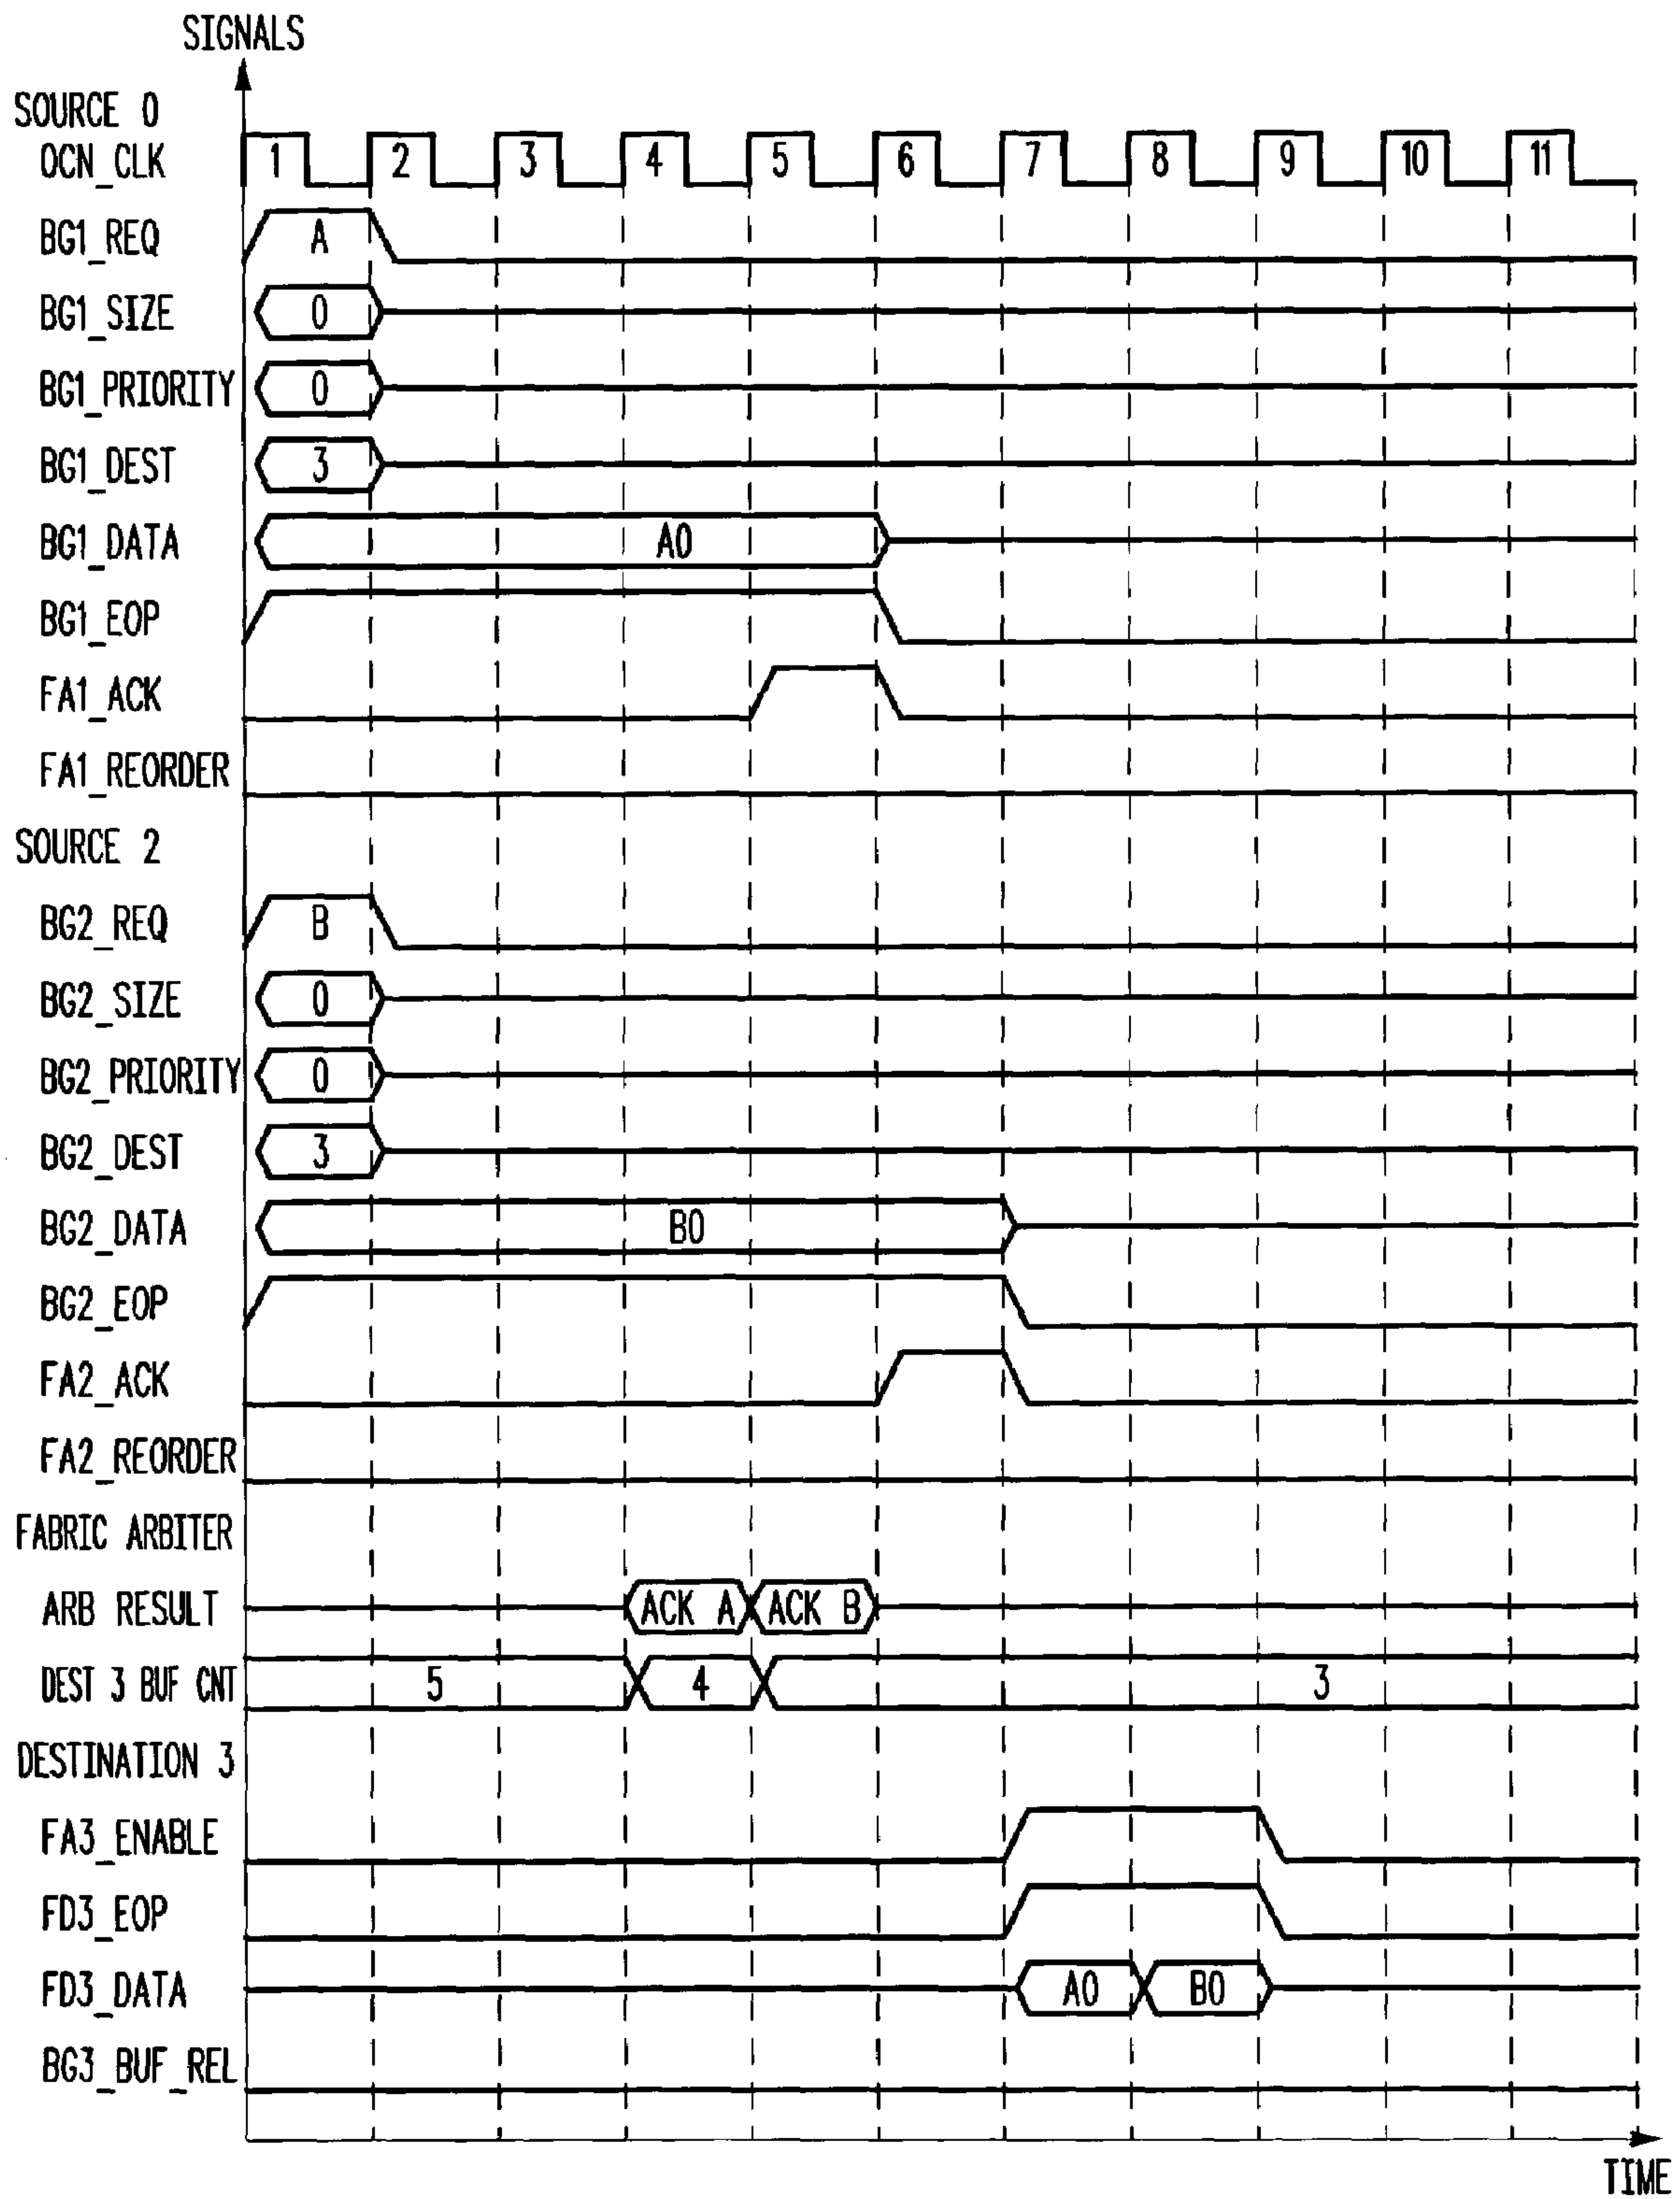 SIGNALS
SOURCE 0
OCN_CLK 1 2 3 4 5 6 7 8 9 10 11
BG1_REQ A
BG1_SIZE 0
BG1_PRIORITY 0
BG1_DEST 3
BG1_DATA A0
BG1_EOP
FA1_ACK
FA1_REORDER
SOURCE 2
BG2_REQ B
BG2_SIZE 0
BG2_PRIORITY 0
BG2_DEST 3
BG2_DATA B0
BG2_EOP
FA2_ACK
FA2_REORDER
FABRIC ARBITER
ARB RESULT ACK A ACK B
DEST 3 BUF CNT 5 4 3
DESTINATION 3
FA3_ENABLE
FD3_EOP
FD3_DATA A0 B0
BG3_BUF_REL
TIME